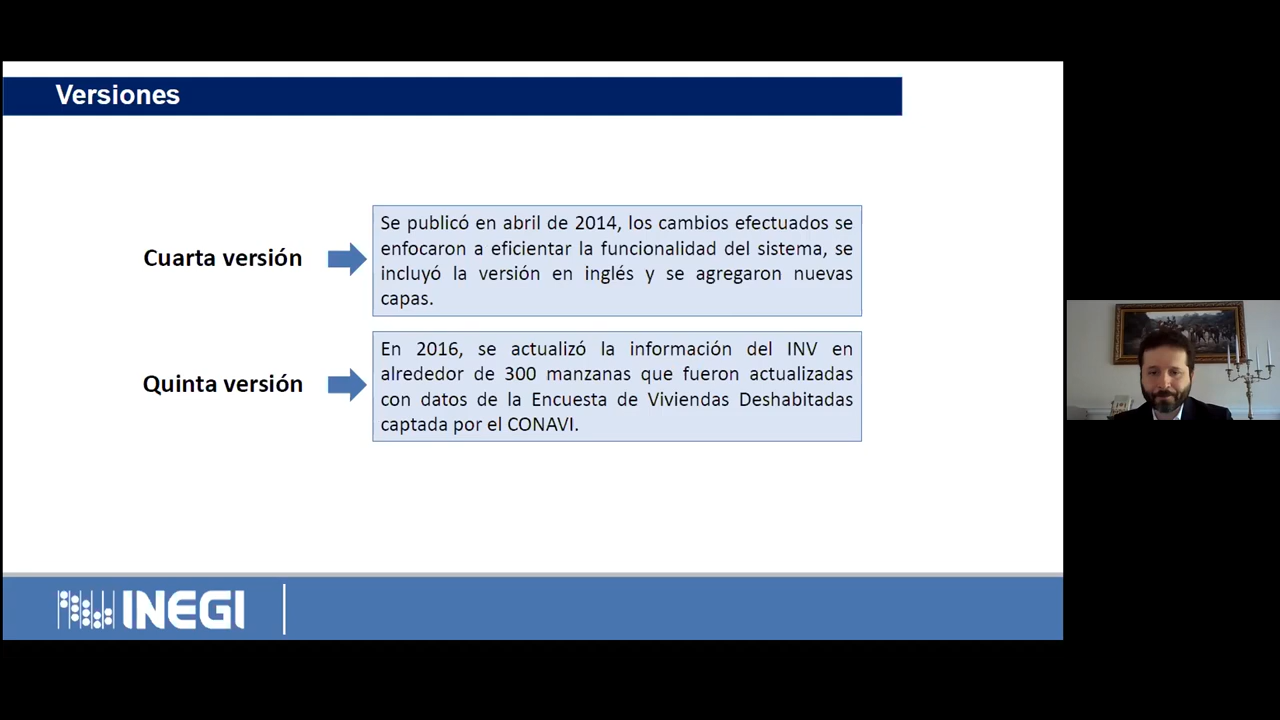 Versiones
Cuarta versión
Se publicó en abril de 2014, los cambios efectuados se
enfocaron a eficientar la funcionalidad del sistema, se
incluyó la versión en inglés y se agregaron nuevas
capas.
Quinta versión
En 2016, se actualizó la información del INV en
alrededor de 300 manzanas que fueron actualizadas
con datos de la Encuesta de Viviendas Deshabitadas
captada por el CONAVI.
INEGI